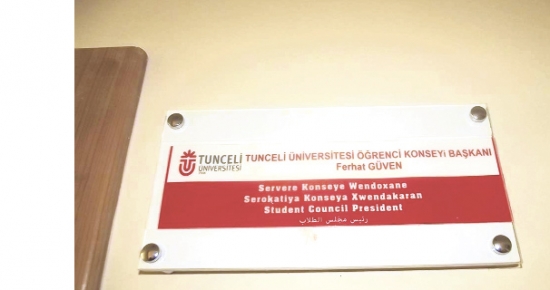 TUNCELİ
ÜNİVERSİTESİ
TUNCELİ ÜNİVERSİTESİ ÖĞRENCİ KONSEYİ BAŞKANI
Ferhat GÜVEN
Servere Konseye Wendoxane
Serokatiya Konseya Xwendakaran
Student Council President
رئيس مجلس الطلاب